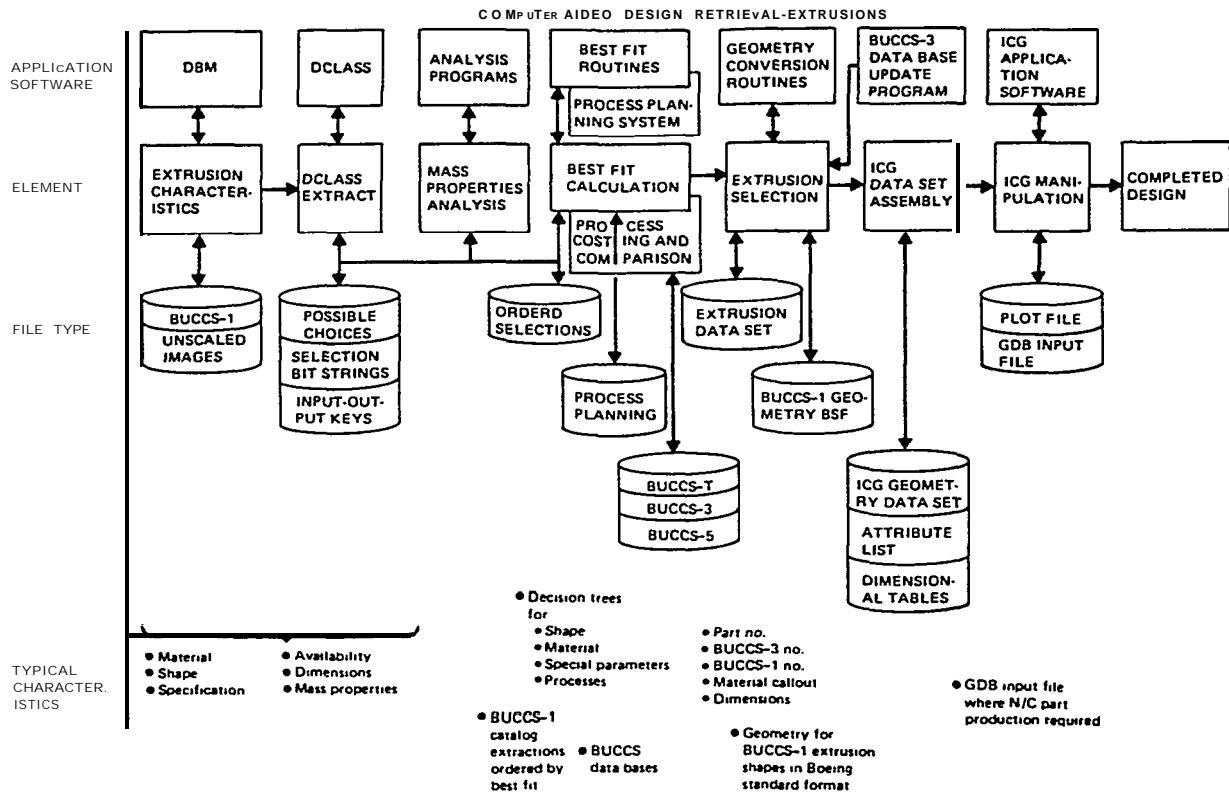 COMPUTER AIDEO DESIGN RETRIEVAL-EXTRUSIONS
APPLICATION
SOFTWARE
DBM
DCLASS
ANALYSIS
PROGRAMS
BEST FIT
ROUTINES
PROCESS PLAN-
NING SYSTEM
GEOMETRY
CONVERSION
ROUTINES
BUCCS-3
DATA BASE
UPDATE
PROGRAM
ICG
APPLICA-
TION
SOFTWARE
ELEMENT
EXTRUSION
CHARACTER-
ISTICS
DCLASS
EXTRACT
MASS
PROPERTIES
ANALYSIS
BEST FIT
CALCULATION
PRO CESS
COST ING AND
COM PARISON
EXTRUSION
SELECTION
ICG
DATA SET
ASSEMBLY
ICG MANI-
PULATION
COMPLETED
DESIGN
FILE TYPE
BUCCS-1
UNSCALED
IMAGES
POSSIBLE
CHOICES
SELECTION
BIT STRINGS
INPUT-OUT-
PUT KEYS
ORDERD
SELECTIONS
PROCESS
PLANNING
BUCCS-T
BUCCS-3
BUCCS-5
EXTRUSION
DATA SET
BUCCS-1 GEO-
METRY BSF
ICG GEOMET-
RY DATA SET
ATTRIBUTE
LIST
DIMENSION-
AL TABLES
PLOT FILE
GDB INPUT
FILE
TYPICAL
CHARACTER.
ISTICS
• Material
• Shape
• Specification
• Availability
• Dimensions
• Mass properties
• Decision trees
for
• Shape
• Material
• Special parameters
• Processes
• BUCCS-1
catalog
extractions
ordered by
best fit
• BUCCS
data bases
• Part no.
• BUCCS-3 no.
• BUCCS-1 no.
• Material callout
• Dimensions
• Geometry for
BUCCS-1 extrusion
shapes in Boeing
standard format
• GDB input file
where N/C part
production required